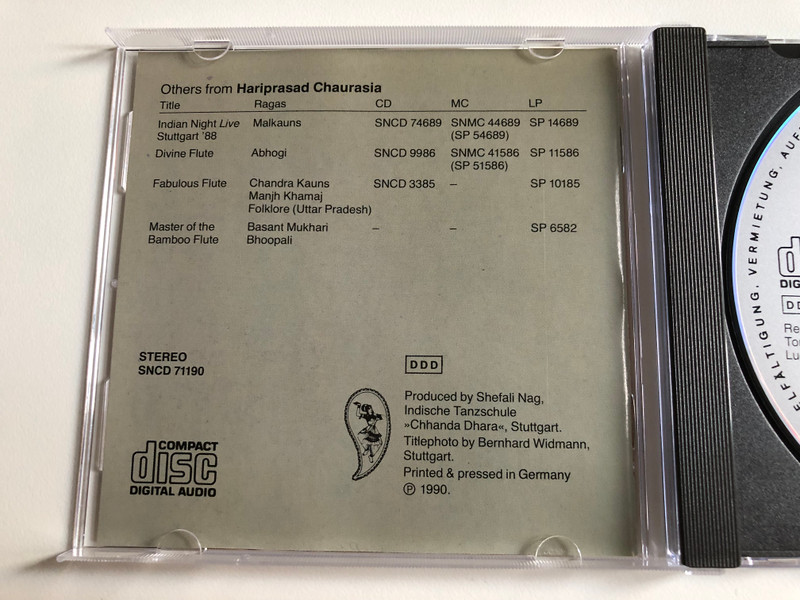 Others from Hariprasad Chaurasia
Title Ragas CD MC LP
Indian Night Live Malkauns SNCD 74689 SNMC 44689 SP 14689
Stuttgart '88 (SP 54689)
Divine Flute Abhogi SNCD 9986 SNMC 41586 SP 11586
(SP 51586)
Fabulous Flute Chandra Kauns SNCD 3385 – SP 10185
Manjh Khamaj
Folklore (Uttar Pradesh)
Master of the Basant Mukhari – – SP 6582
Bamboo Flute Bhoopali
STEREO
SNCD 71190
COMPACT
disc
DIGITAL AUDIO
DDD
Produced by Shefali Nag,
Indische Tanzschule
»Chhanda Dhara«, Stuttgart.
Titlephoto by Bernhard Widmann,
Stuttgart.
Printed & pressed in Germany
℗ 1990.
ELFÄLTIGUNG, VERMIETUNG, AUF